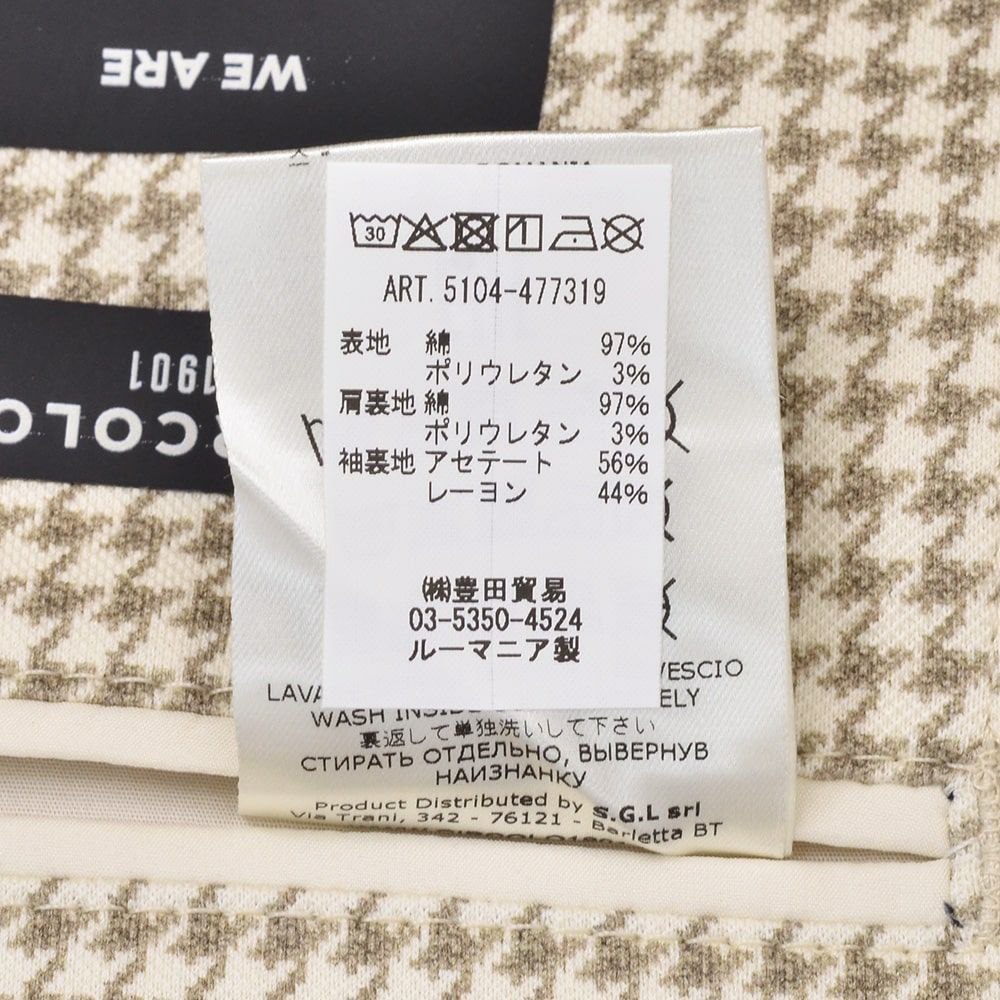 WE ARE
1901
RCOLO
30
1
ART. 5104-477319
表地 綿 97%
ポリウレタン 3%
肩裏地 綿 97%
ポリウレタン 3%
袖裏地 アセテート 56%
レーヨン 44%
㈱豊田貿易
03-5350-4524
ルーマニア製
LAVA VESCIO
WASH INSI ELY
裏返して単独洗いして下さい
СТИРАТЬ ОТДЕЛЬНО, ВЫВЕРНУВ
НАИЗНАНКУ
Product Distributed by S.G.L srl
Via Trani, 342 - 76121 - Barletta BT